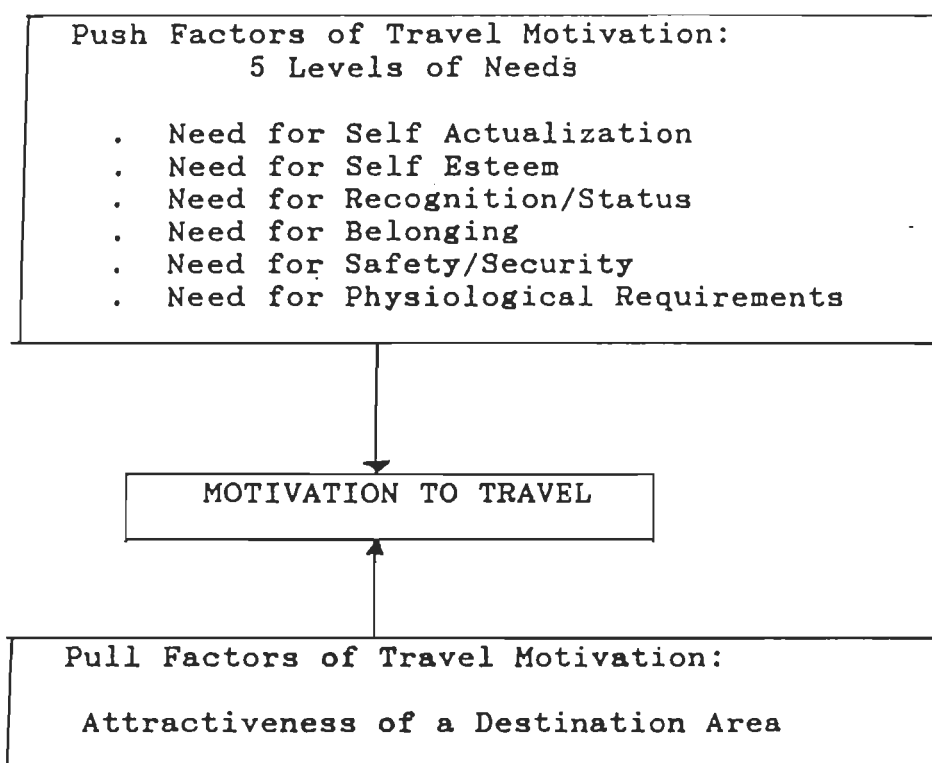 Push Factors of Travel Motivation:
5 Levels of Needs
. Need for Self Actualization
. Need for Self Esteem
. Need for Recognition/Status
. Need for Belonging
. Need for Safety/Security
. Need for Physiological Requirements
MOTIVATION TO TRAVEL
Pull Factors of Travel Motivation:
Attractiveness of a Destination Area